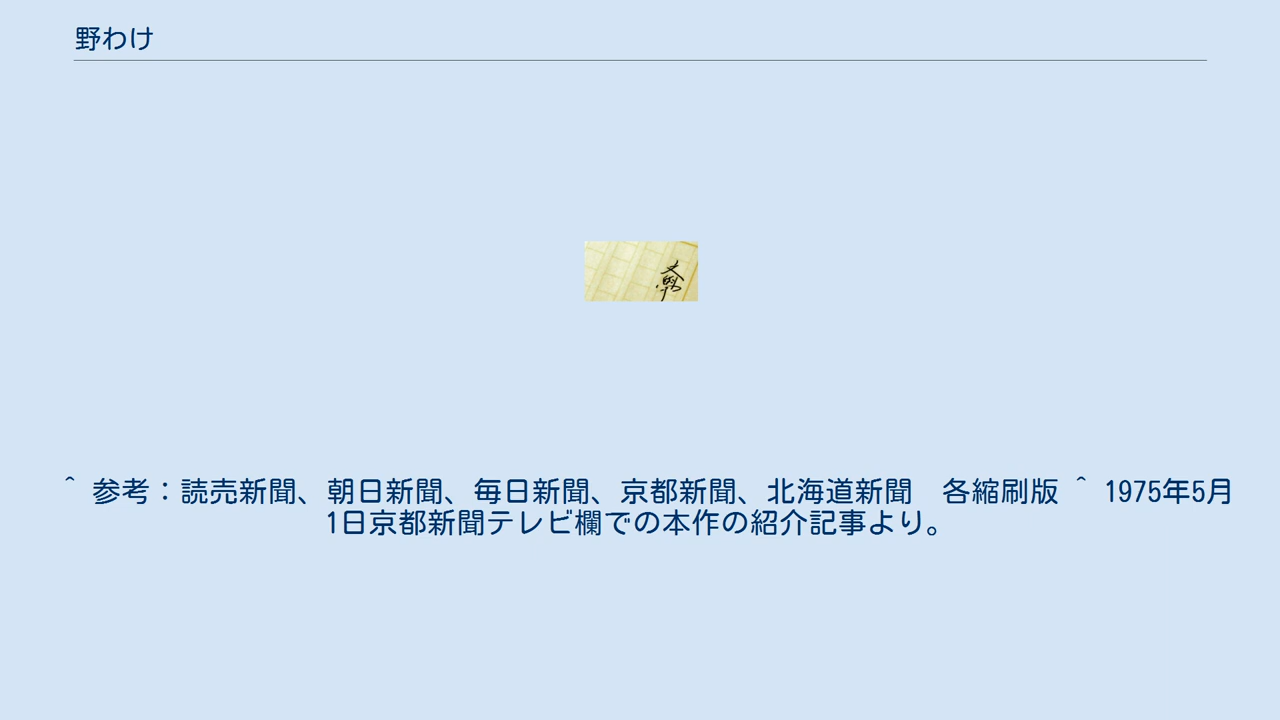 野わけ
^ 参考：読売新聞、朝日新聞、毎日新聞、京都新聞、北海道新聞　各縮刷版 ^ 1975年5月
1日京都新聞テレビ欄での本作の紹介記事より。